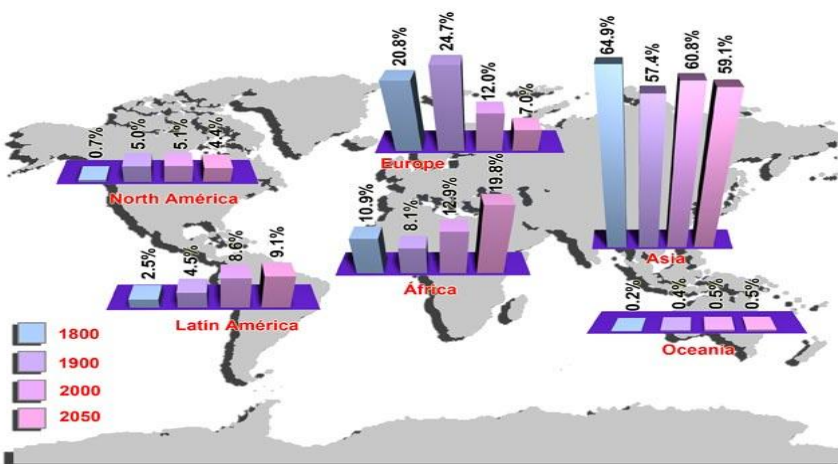 0.7% 5.0% 5.1% 4.4%
North América
20.8% 24.7% 12.0% 7.0%
Europe
64.9% 57.4% 60.8% 59.1%
Asia
2.5% 4.5% 8.6% 9.1%
Latín América
10.9% 8.1% 12.9% 19.8%
África
0.2% 0.4% 0.5% 0.5%
Oceanía
1800
1900
2000
2050